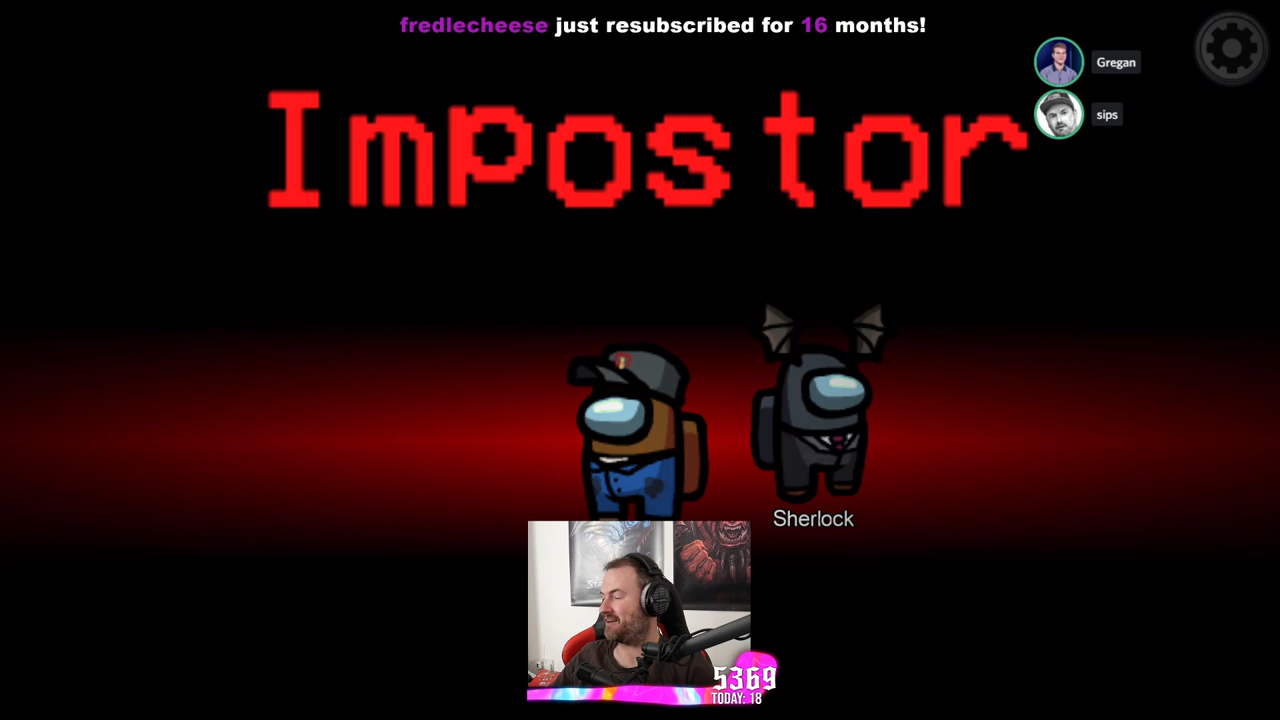 fredlecheese just resubscribed for 16 months!
Gregan
sips
Impostor
Sherlock
5369
TODAY: 18